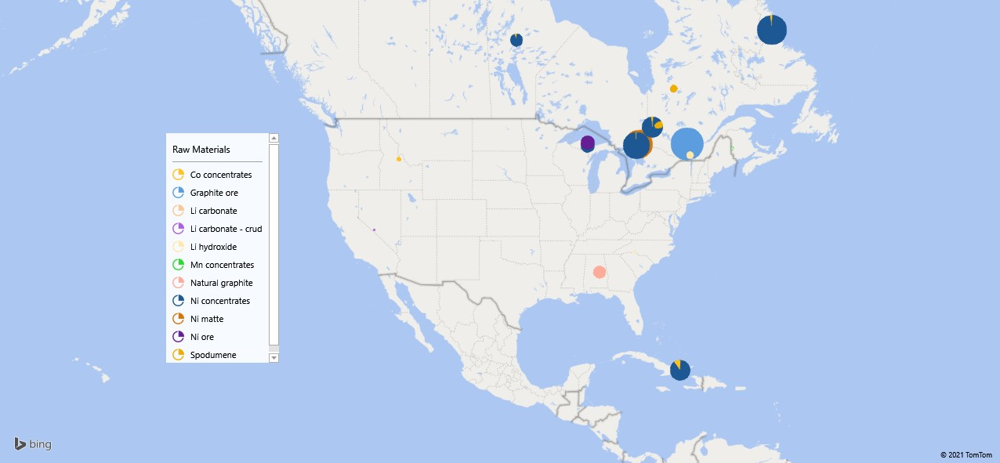 Raw Materials
Co concentrates
Graphite ore
Li carbonate
Li carbonate - crud
Li hydroxide
Mn concentrates
Natural graphite
Ni concentrates
Ni matte
Ni ore
Spodumene
bing
© 2021 TomTom